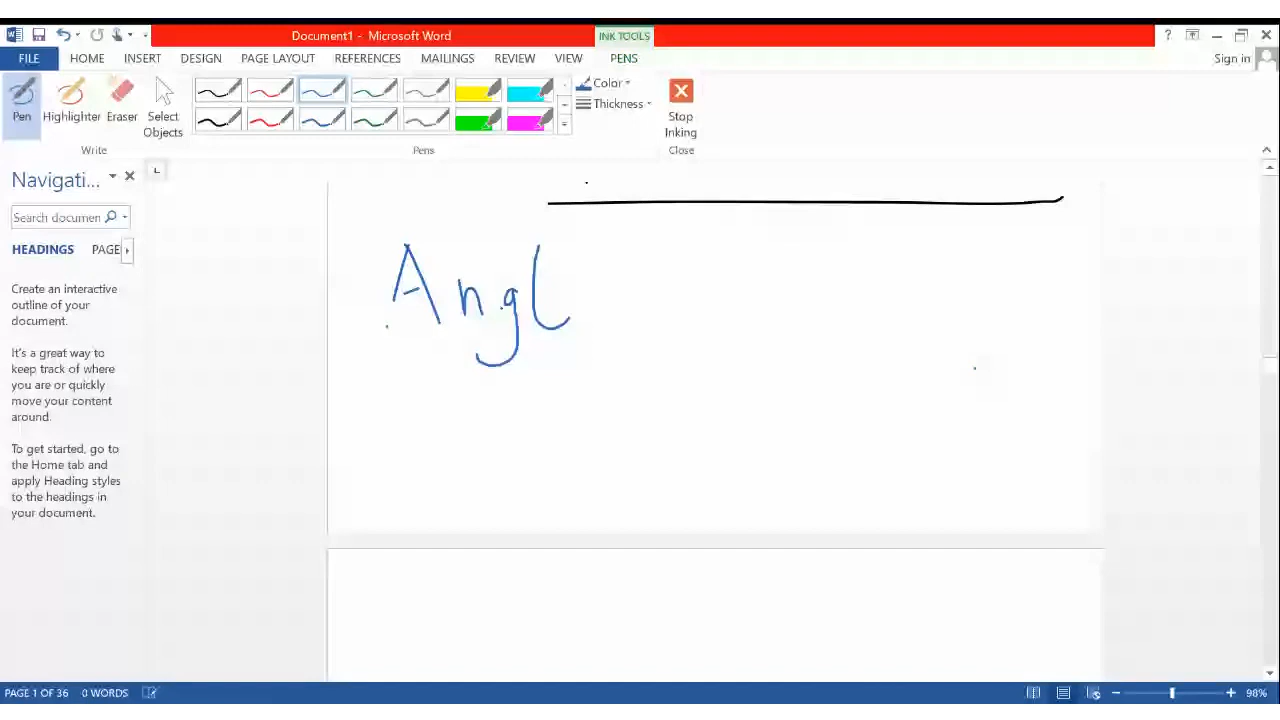 Document1 - Microsoft Word
INK TOOLS
?
FILE HOME INSERT DESIGN PAGE LAYOUT REFERENCES MAILINGS REVIEW VIEW PENS
Sign in
Pen Highlighter Eraser Select Objects
Color
Thickness
Stop Inking
Write Pens Close
Navigati...
Search documen
HEADINGS PAGE
Create an interactive
outline of your
document.
It's a great way to
keep track of where
you are or quickly
move your content
around.
To get started, go to
the Home tab and
apply Heading styles
to the headings in
your document.
Angl
PAGE 1 OF 36 0 WORDS
98%